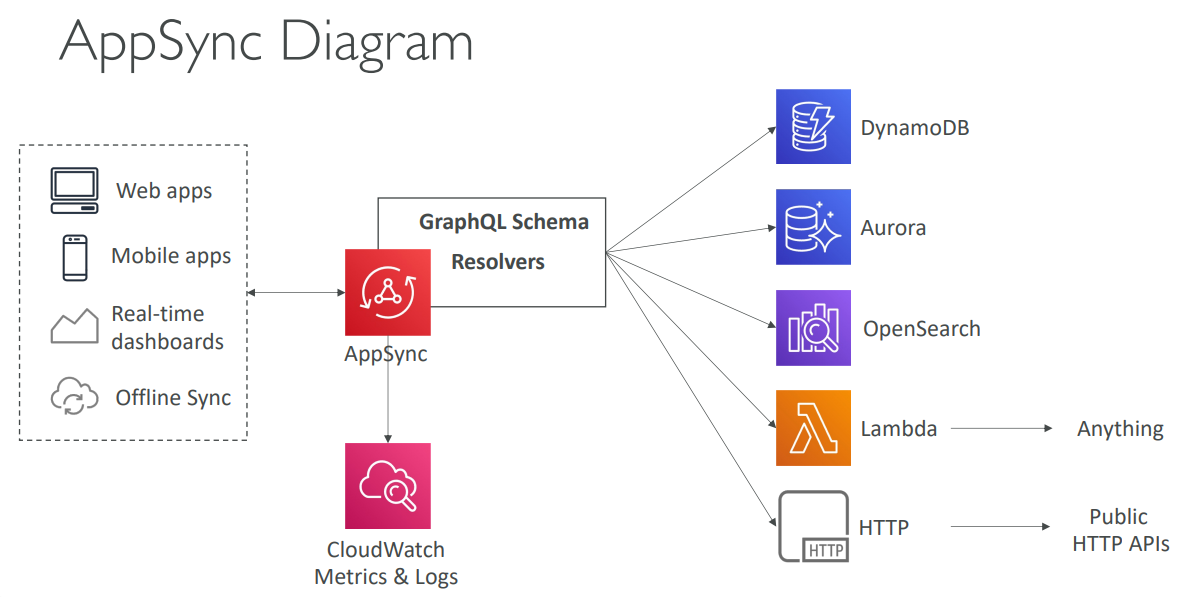 AppSync Diagram
Web apps
Mobile apps
Real-time
dashboards
Offline Sync
GraphQL Schema
Resolvers
AppSync
CloudWatch
Metrics & Logs
DynamoDB
Aurora
OpenSearch
Lambda
Anything
HTTP
HTTP
Public
HTTP APIs